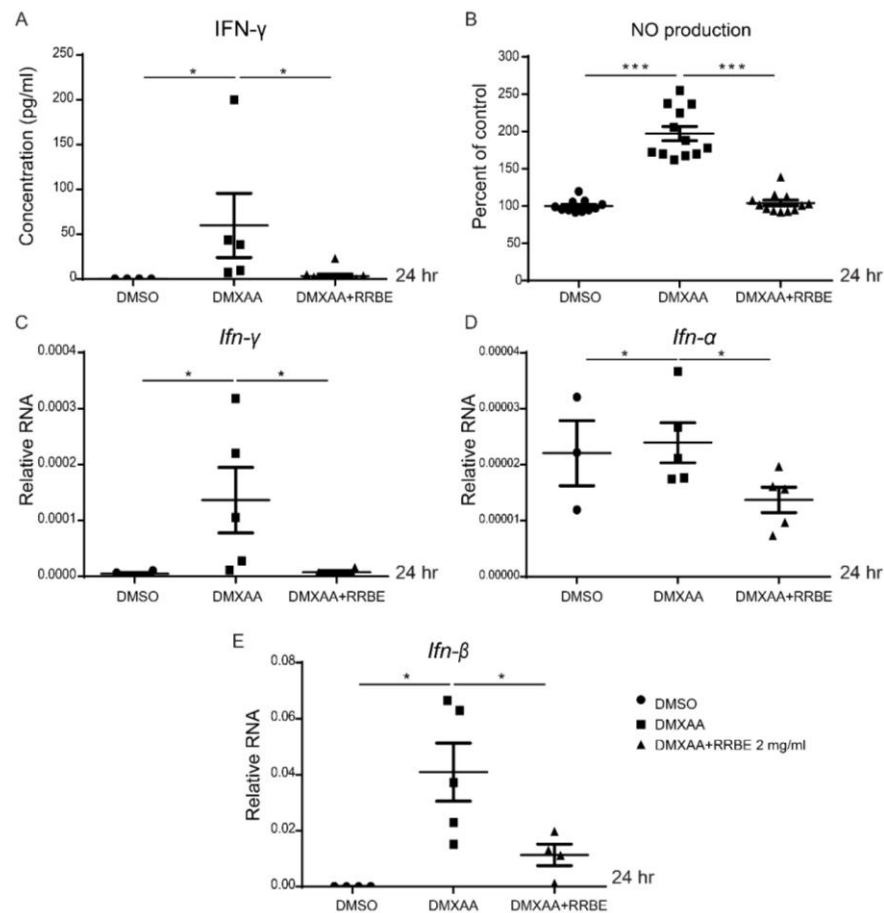 A
IFN-γ
Concentration (pg/ml)
250
200
150
100
50
0
*
*
DMSO
DMXAA
DMXAA+RRBE
24 hr
B
NO production
Percent of control
300
250
200
150
100
50
0
***
***
DMSO
DMXAA
DMXAA+RRBE
24 hr
C
Ifn-γ
Relative RNA
0.0004
0.0003
0.0002
0.0001
0.0000
*
*
DMSO
DMXAA
DMXAA+RRBE
24 hr
D
Ifn-α
Relative RNA
0.00004
0.00003
0.00002
0.00001
0.00000
*
*
DMSO
DMXAA
DMXAA+RRBE
24 hr
E
Ifn-β
Relative RNA
0.08
0.06
0.04
0.02
0.00
*
*
DMSO
DMXAA
DMXAA+RRBE
24 hr
DMSO
DMXAA
DMXAA+RRBE 2 mg/ml